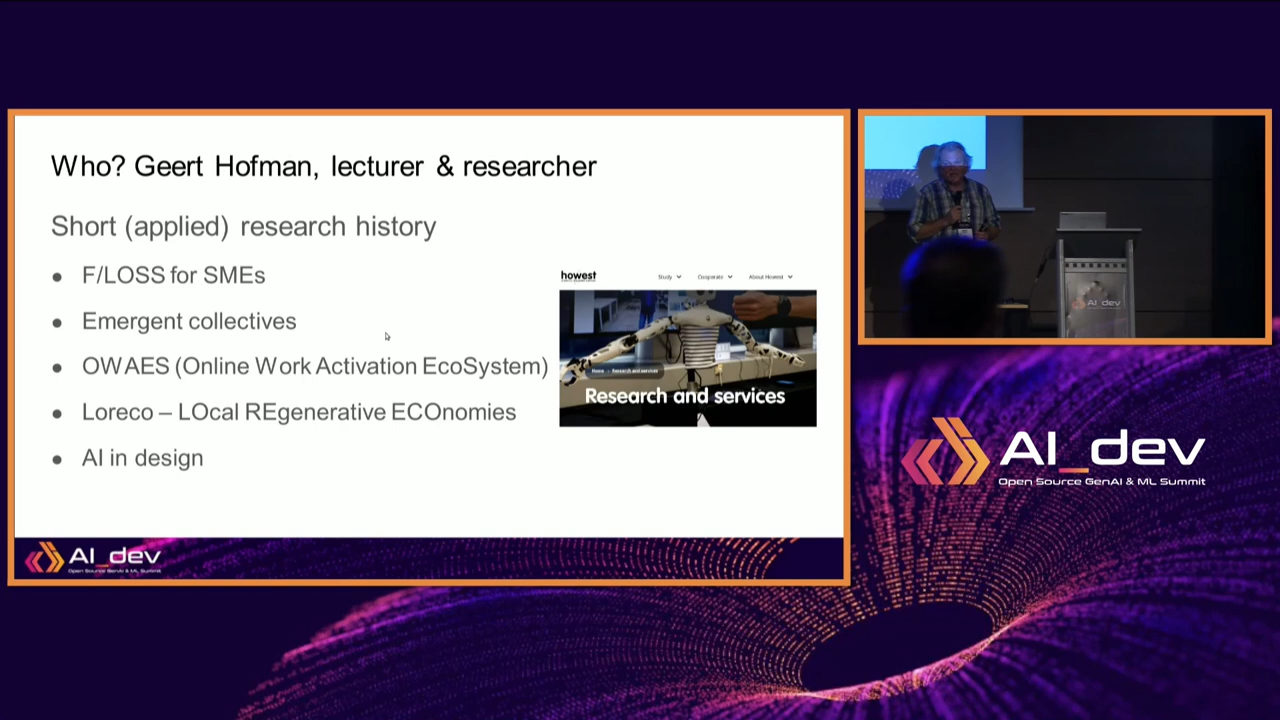 Who? Geert Hofman, lecturer & researcher
Short (applied) research history
● F/LOSS for SMEs
● Emergent collectives
● OWAES (Online Work Activation EcoSystem)
● Loreco – LOcal REgenerative ECOnomies
● AI in design
howest
Study Cooperate About Howest
Home Research and services
Research and services
AI_dev
Open Source GenAI & ML Summit
AI_dev
AI_dev
Open Source GenAI & ML Summit